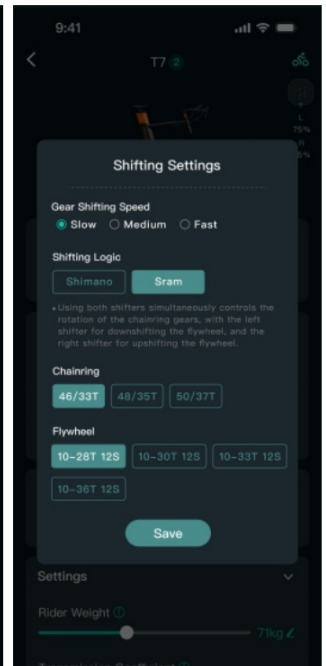 9:41
T7 2
L
75%
R
5%
Shifting Settings
Gear Shifting Speed
Slow Medium Fast
Shifting Logic
Shimano Sram
• Using both shifters simultaneously controls the
rotation of the chainring gears, with the left
shifter for downshifting the flywheel, and the
right shifter for upshifting the flywheel.
Chainring
46/33T 48/35T 50/37T
Flywheel
10-28T 12S 10-30T 12S 10-33T 12S
10-36T 12S
Save
Settings
Rider Weight
71kg
Transmission Coefficient